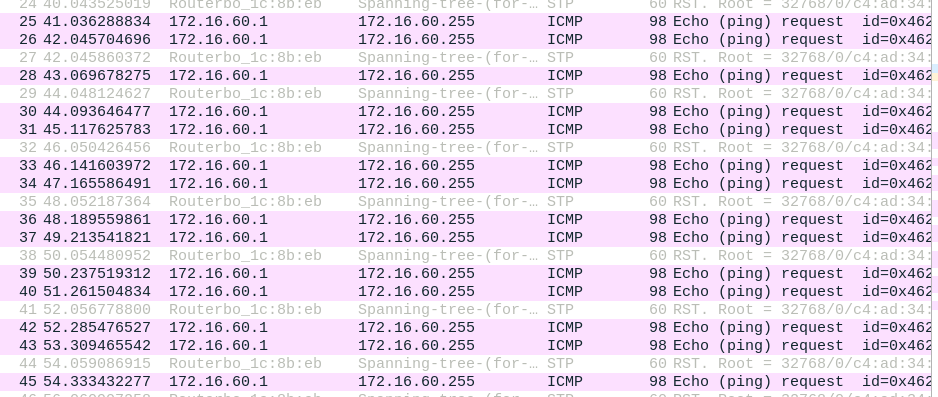 24 40.043525019 Routerbo_1c:8b:eb Spanning-tree-(for-… STP 60 RST. Root = 32768/0/c4:ad:34:
25 41.036288834 172.16.60.1 172.16.60.255 ICMP 98 Echo (ping) request id=0x462
26 42.045704696 172.16.60.1 172.16.60.255 ICMP 98 Echo (ping) request id=0x462
27 42.045860372 Routerbo_1c:8b:eb Spanning-tree-(for-… STP 60 RST. Root = 32768/0/c4:ad:34:
28 43.069678275 172.16.60.1 172.16.60.255 ICMP 98 Echo (ping) request id=0x462
29 44.048124627 Routerbo_1c:8b:eb Spanning-tree-(for-… STP 60 RST. Root = 32768/0/c4:ad:34:
30 44.093646477 172.16.60.1 172.16.60.255 ICMP 98 Echo (ping) request id=0x462
31 45.117625783 172.16.60.1 172.16.60.255 ICMP 98 Echo (ping) request id=0x462
32 46.050426456 Routerbo_1c:8b:eb Spanning-tree-(for-… STP 60 RST. Root = 32768/0/c4:ad:34:
33 46.141603972 172.16.60.1 172.16.60.255 ICMP 98 Echo (ping) request id=0x462
34 47.165586491 172.16.60.1 172.16.60.255 ICMP 98 Echo (ping) request id=0x462
35 48.052187364 Routerbo_1c:8b:eb Spanning-tree-(for-… STP 60 RST. Root = 32768/0/c4:ad:34:
36 48.189559861 172.16.60.1 172.16.60.255 ICMP 98 Echo (ping) request id=0x462
37 49.213541821 172.16.60.1 172.16.60.255 ICMP 98 Echo (ping) request id=0x462
38 50.054480952 Routerbo_1c:8b:eb Spanning-tree-(for-… STP 60 RST. Root = 32768/0/c4:ad:34:
39 50.237519312 172.16.60.1 172.16.60.255 ICMP 98 Echo (ping) request id=0x462
40 51.261504834 172.16.60.1 172.16.60.255 ICMP 98 Echo (ping) request id=0x462
41 52.056778800 Routerbo_1c:8b:eb Spanning-tree-(for-… STP 60 RST. Root = 32768/0/c4:ad:34:
42 52.285476527 172.16.60.1 172.16.60.255 ICMP 98 Echo (ping) request id=0x462
43 53.309465542 172.16.60.1 172.16.60.255 ICMP 98 Echo (ping) request id=0x462
44 54.059086915 Routerbo_1c:8b:eb Spanning-tree-(for-… STP 60 RST. Root = 32768/0/c4:ad:34:
45 54.333432277 172.16.60.1 172.16.60.255 ICMP 98 Echo (ping) request id=0x462